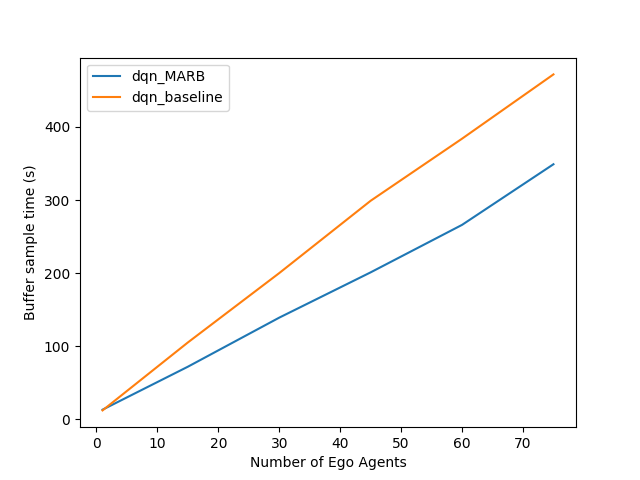 dqn_MARB
dqn_baseline
Buffer sample time (s)
400
300
200
100
0
0 10 20 30 40 50 60 70
Number of Ego Agents